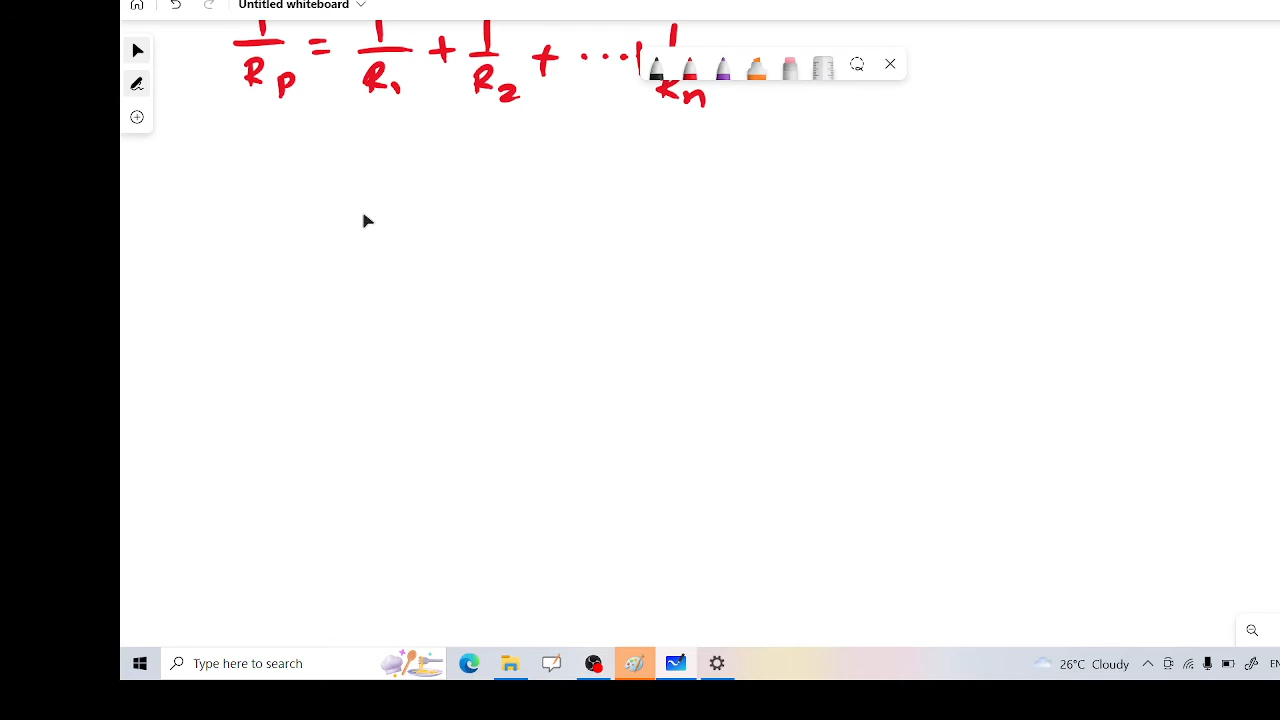 Untitled whiteboard
1/Rp = 1/R1 + 1/R2 + ... + 1/Rn
Type here to search
26°C Cloudy